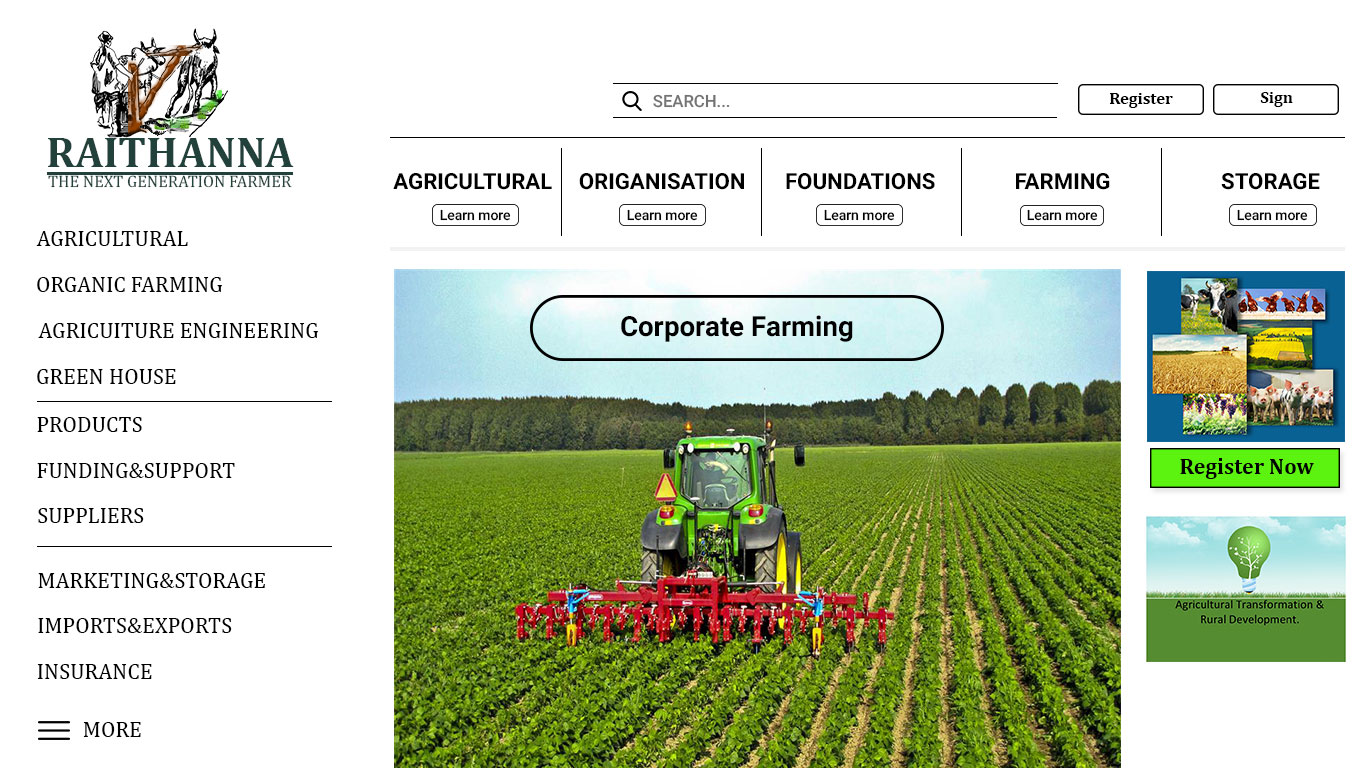 RAITHANNA
THE NEXT GENERATION FARMER
SEARCH...
Register
Sign
AGRICULTURAL
ORIGANISATION
FOUNDATIONS
FARMING
STORAGE
Learn more
Learn more
Learn more
Learn more
Learn more
AGRICULTURAL
ORGANIC FARMING
AGRICUITURE ENGINEERING
GREEN HOUSE
PRODUCTS
FUNDING&SUPPORT
SUPPLIERS
MARKETING&STORAGE
IMPORTS&EXPORTS
INSURANCE
MORE
Corporate Farming
Register Now
Agricultural Transformation &
Rural Development.